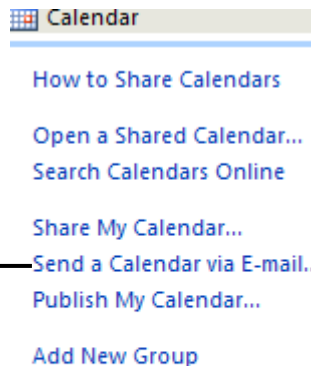 Calendar
How to Share Calendars
Open a Shared Calendar...
Search Calendars Online
Share My Calendar...
Send a Calendar via E-mail..
Publish My Calendar...
Add New Group